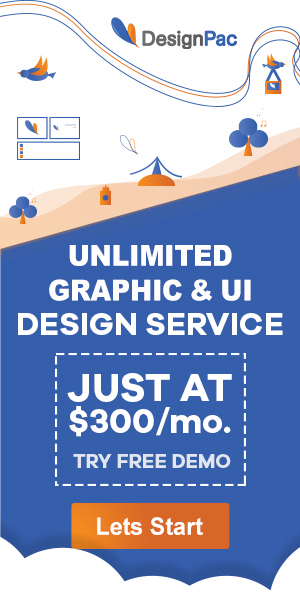 DesignPac
UNLIMITED
GRAPHIC & UI
DESIGN SERVICE
JUST AT
$300/mo.
TRY FREE DEMO
Lets Start